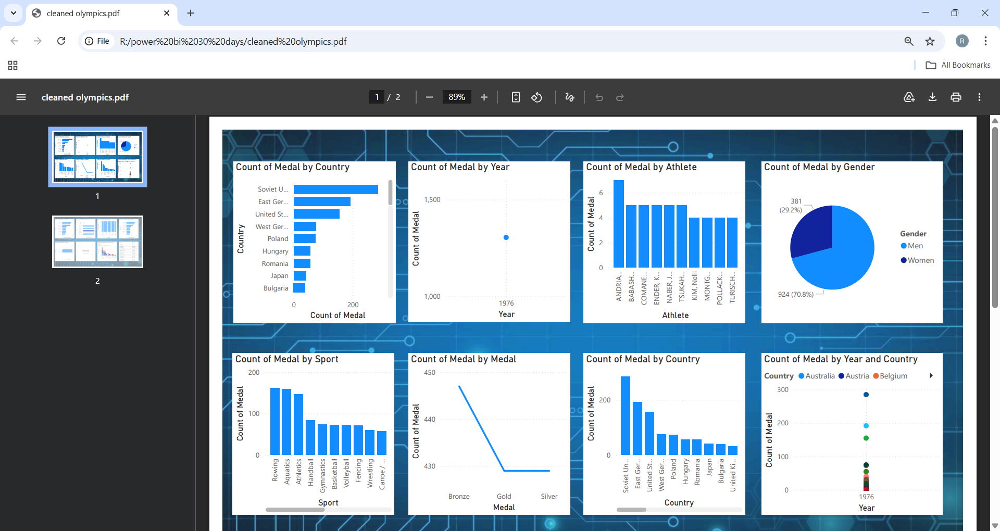 cleaned olympics.pdf
File
R:/power%20bi%2030%20days/cleaned%20olympics.pdf
R
All Bookmarks
cleaned olympics.pdf
1 / 2
89%
1
2
Count of Medal by Country
Country
Soviet U...
East Ger...
United St...
West Ger...
Poland
Hungary
Romania
Japan
Bulgaria
0 200
Count of Medal
Count of Medal by Year
Count of Medal
1,500
1,000
1976
Year
Count of Medal by Athlete
Count of Medal
6
4
2
0
ANDRIA...
BABASH...
COMANE...
ENDER, K...
NABER, J...
TSUKAH...
KIM, Nelli
MONTG...
POLLACK...
TURISCH...
Athlete
Count of Medal by Gender
381
(29.2%)
924 (70.8%)
Gender
Men
Women
Count of Medal by Sport
Count of Medal
200
100
0
Rowing
Aquatics
Athletics
Handball
Gymnastics
Basketball
Volleyball
Fencing
Wrestling
Canoe / ...
Sport
Count of Medal by Medal
Count of Medal
450
440
430
Bronze Gold Silver
Medal
Count of Medal by Country
Count of Medal
200
0
Soviet Un...
East Ger...
United St...
West Ger...
Poland
Hungary
Romania
Japan
Bulgaria
United Ki...
Country
Count of Medal by Year and Country
Country Australia Austria Belgium
Count of Medal
300
200
100
0
1976
Year